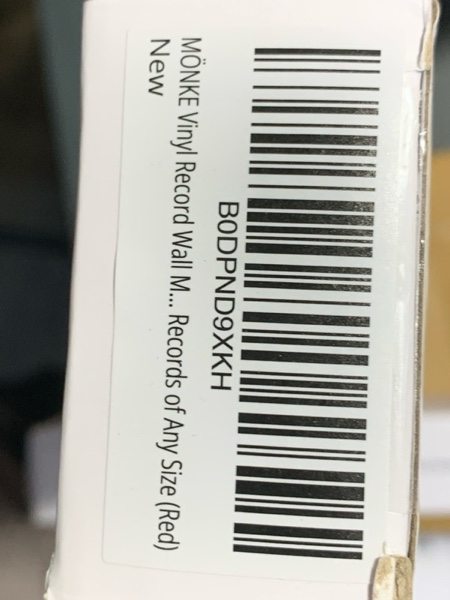 B0DPND9XKH
MÖNKE Vinyl Record Wall M... Records of Any Size (Red)
New